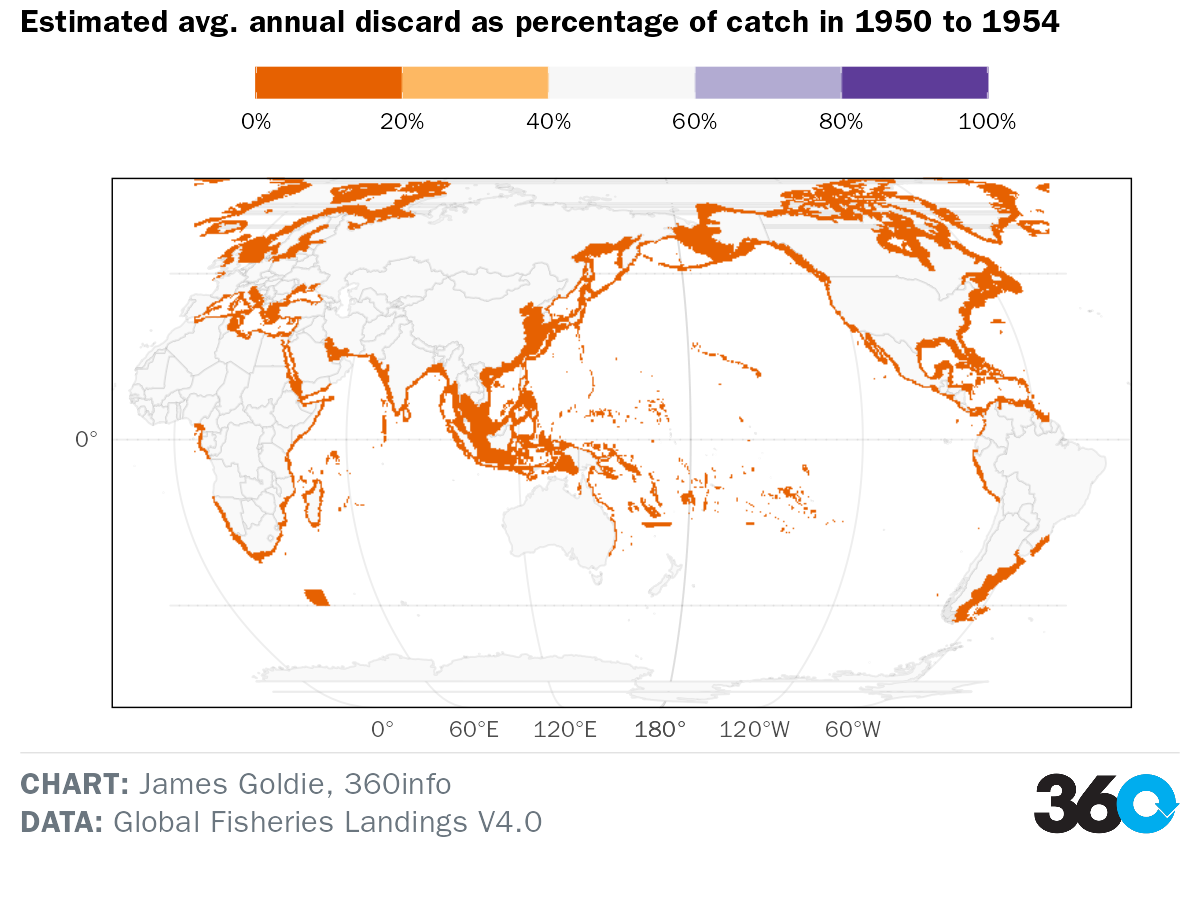 Estimated avg. annual discard as percentage of catch in 1950 to 1954
0% 20% 40% 60% 80% 100%
0°
0° 60°E 120°E 180° 120°W 60°W
CHART: James Goldie, 360info
DATA: Global Fisheries Landings V4.0
360